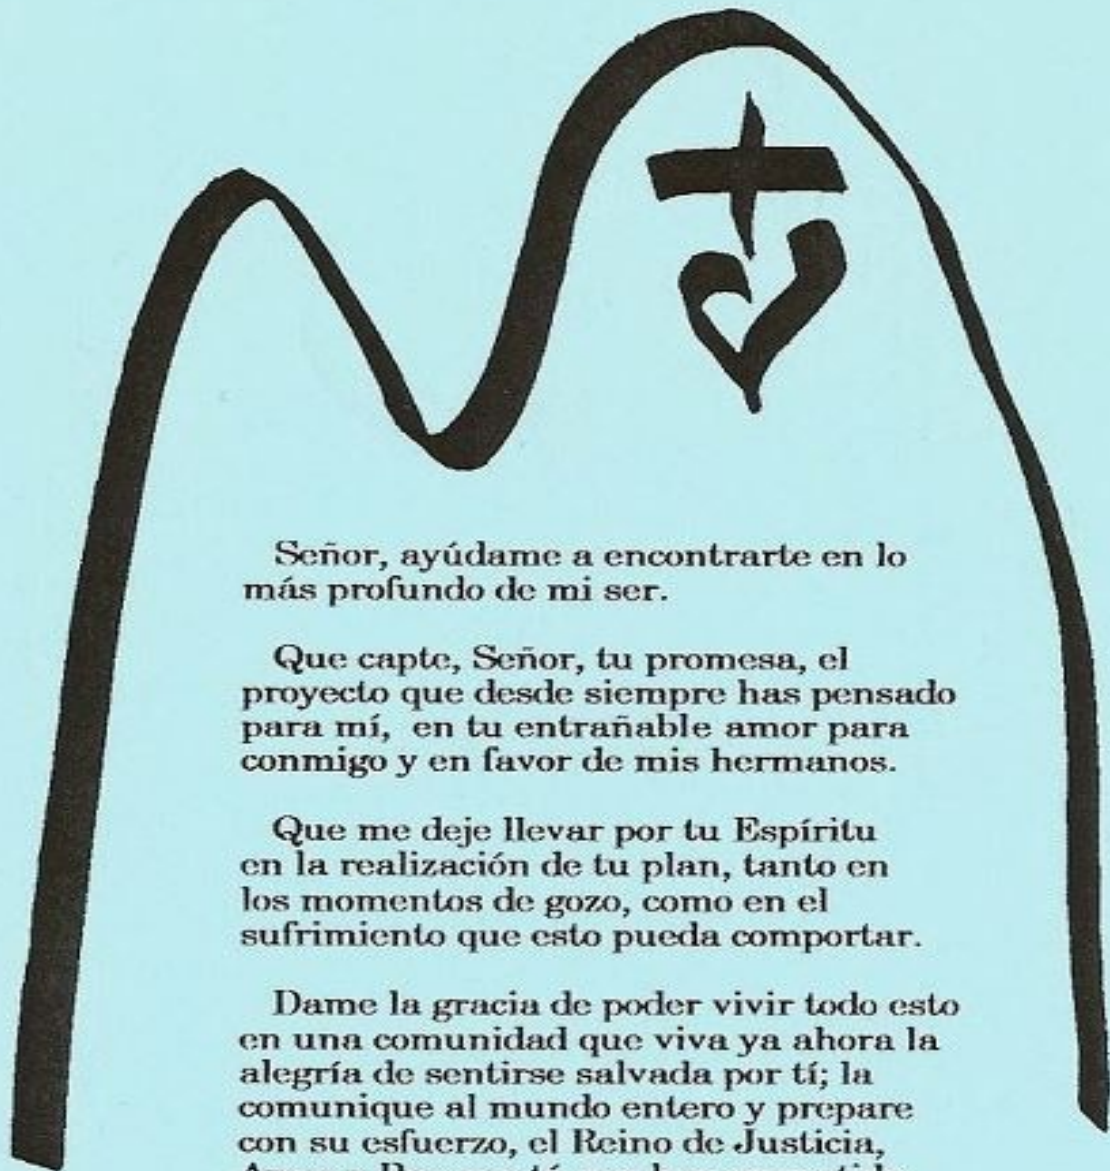 Señor, ayúdame a encontrarte en lo
más profundo de mi ser.
Que capte, Señor, tu promesa, el
proyecto que desde siempre has pensado
para mí, en tu entrañable amor para
conmigo y en favor de mis hermanos.
Que me deje llevar por tu Espíritu
en la realización de tu plan, tanto en
los momentos de gozo, como en el
sufrimiento que esto pueda comportar.
Dame la gracia de poder vivir todo esto
en una comunidad que viva ya ahora la
alegría de sentirse salvada por tí; la
comunique al mundo entero y prepare
con su esfuerzo, el Reino de Justicia,